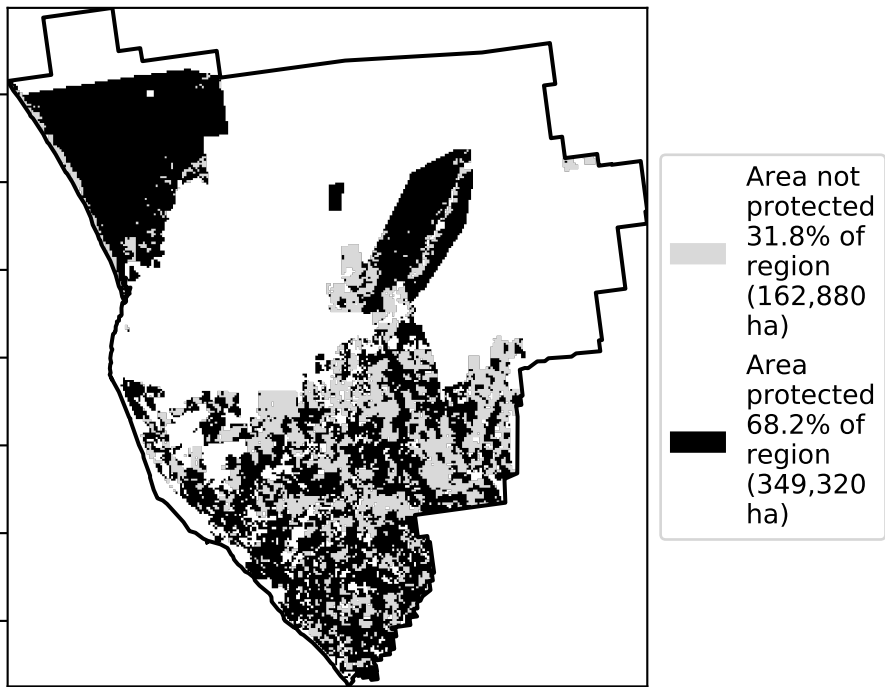 Area not
protected
31.8% of
region
(162,880
ha)
Area
protected
68.2% of
region
(349,320
ha)